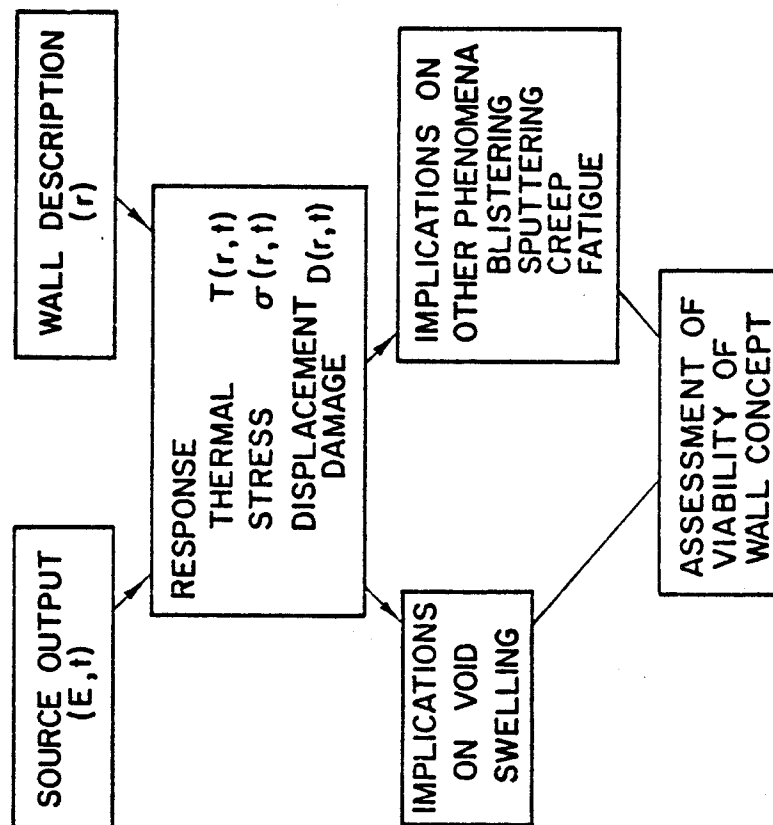 SOURCE OUTPUT
(E,t)
WALL DESCRIPTION
(r)
RESPONSE
THERMAL T(r,t)
STRESS σ(r,t)
DISPLACEMENT
DAMAGE D(r,t)
IMPLICATIONS
ON VOID
SWELLING
IMPLICATIONS ON
OTHER PHENOMENA
BLISTERING
SPUTTERING
CREEP
FATIGUE
ASSESSMENT OF
VIABILITY OF
WALL CONCEPT